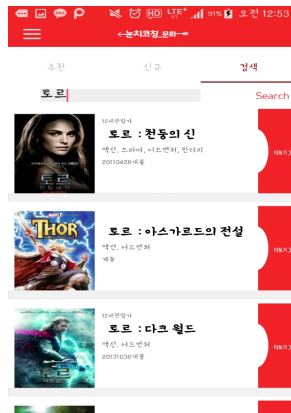 HD LTE+ 91% 오전 12:53
눈치코칭_문화
추천 신규 검색
토르 Search
12세관람가
토르 : 천둥의 신
액션, 드라마, 어드벤처, 판타지
20110428개봉
더보기 >
THOR
토르 : 아스가르드의 전설
액션, 어드벤처
개봉
더보기 >
12세관람가
토르 : 다크 월드
액션, 어드벤처
20131030개봉
더보기 >